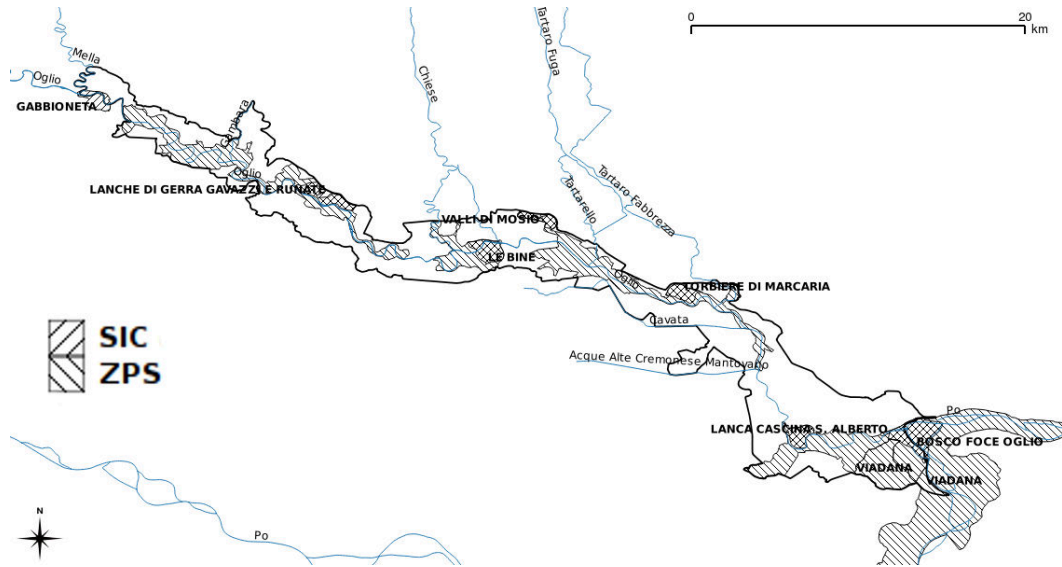 0 20
km
Mella
Oglio
GABBIONETA
Gambara
Oglio
LANCHE DI GERRA GAVAZZI E RUNATE
Chiese
Tartaro Fuga
Tartaro Fabbrezza
Tartarello
VALLI DI MOSIO
LE BINE
Oglio
TORBIERE DI MARCARIA
Cavata
Acque Alte Cremonese Mantovano
SIC
ZPS
LANCA CASCINA S. ALBERTO
Po
BOSCO FOCE OGLIO
VIADANA
VIADANA
N
Po